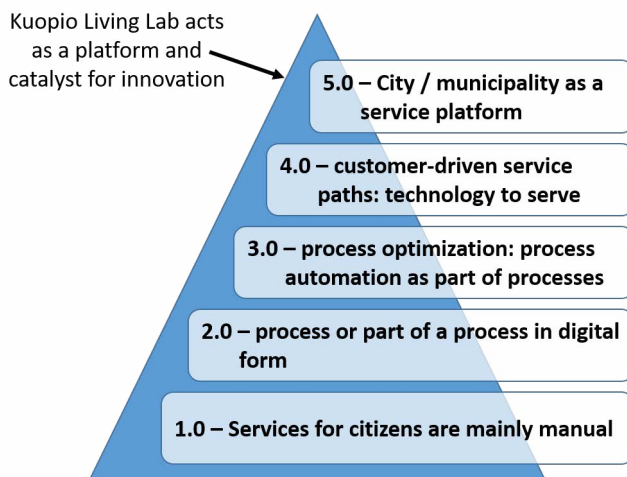 Kuopio Living Lab acts
as a platform and
catalyst for innovation
5.0 – City / municipality as a
service platform
4.0 – customer-driven service
paths: technology to serve
3.0 – process optimization: process
automation as part of processes
2.0 – process or part of a process in digital
form
1.0 – Services for citizens are mainly manual